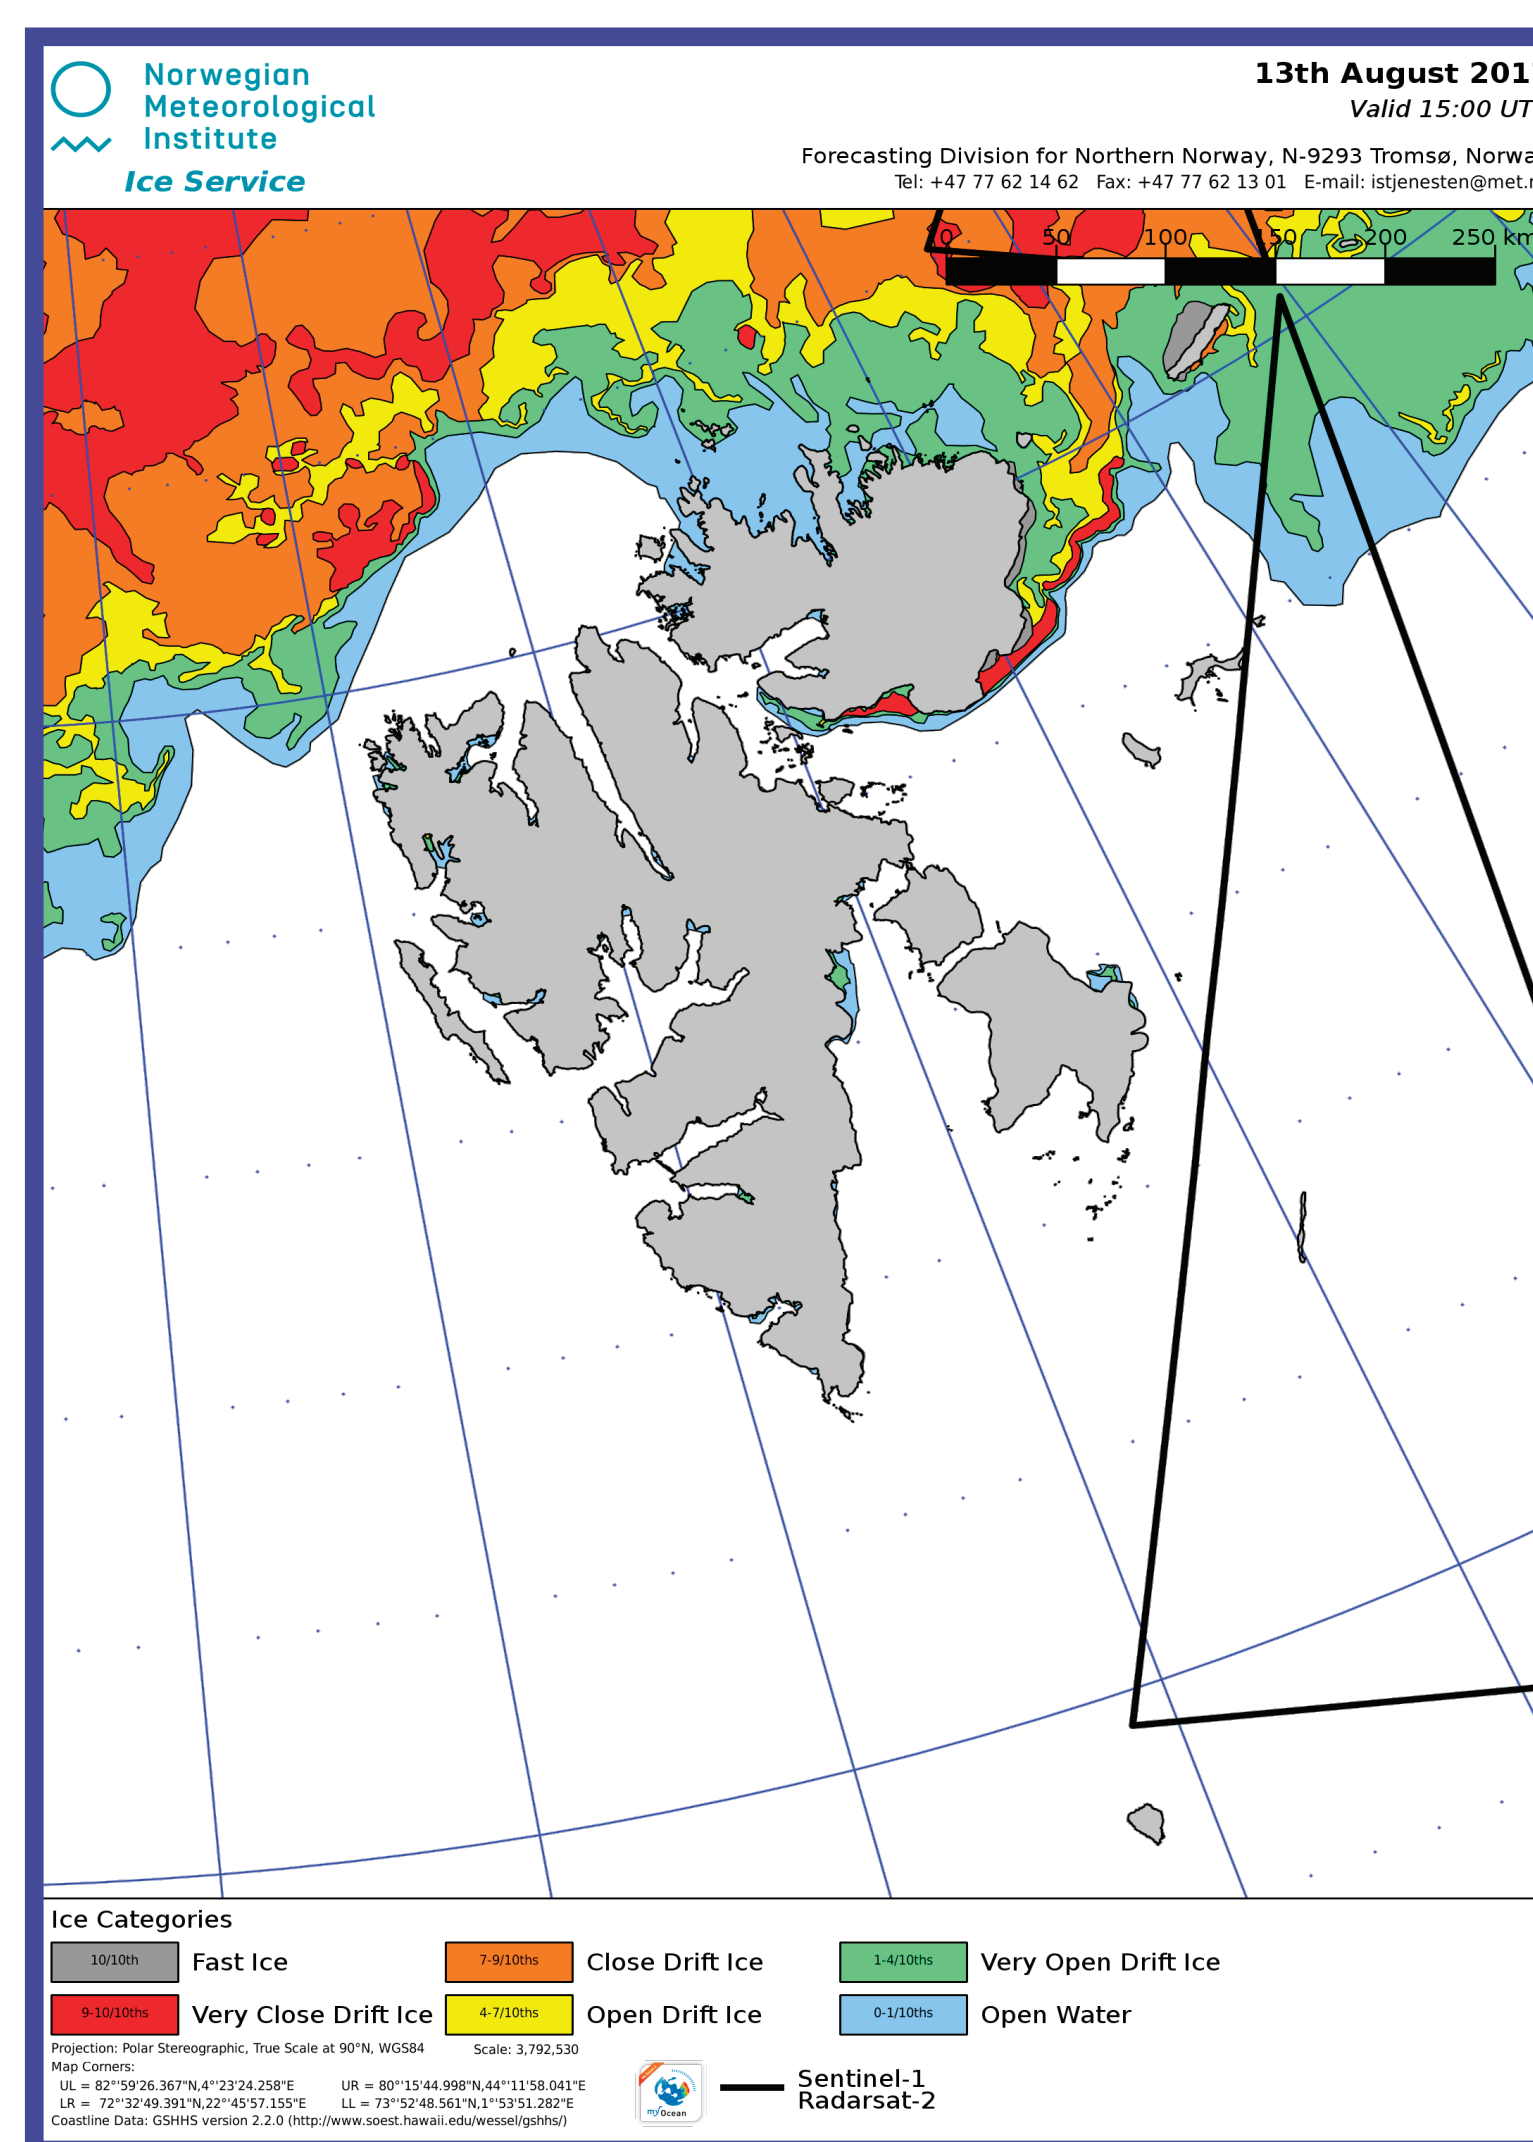 Norwegian
Meteorological
Institute
Ice Service
13th August 201
Valid 15:00 UT
Forecasting Division for Northern Norway, N-9293 Tromsø, Norwa
Tel: +47 77 62 14 62 Fax: +47 77 62 13 01 E-mail: istjenesten@met.n
0 50 100 150 200 250 km
Ice Categories
10/10th Fast Ice 7-9/10ths Close Drift Ice 1-4/10ths Very Open Drift Ice
9-10/10ths Very Close Drift Ice 4-7/10ths Open Drift Ice 0-1/10ths Open Water
Projection: Polar Stereographic, True Scale at 90°N, WGS84 Scale: 3,792,530
Map Corners:
UL = 82°'59'26.367"N,4°'23'24.258"E UR = 80°'15'44.998"N,44°'11'58.041"E
LR = 72°'32'49.391"N,22°'45'57.155"E LL = 73°'52'48.561"N,1°'53'51.282"E
Coastline Data: GSHHS version 2.2.0 (http://www.soest.hawaii.edu/wessel/gshhs/)
myOcean
Sentinel-1
Radarsat-2